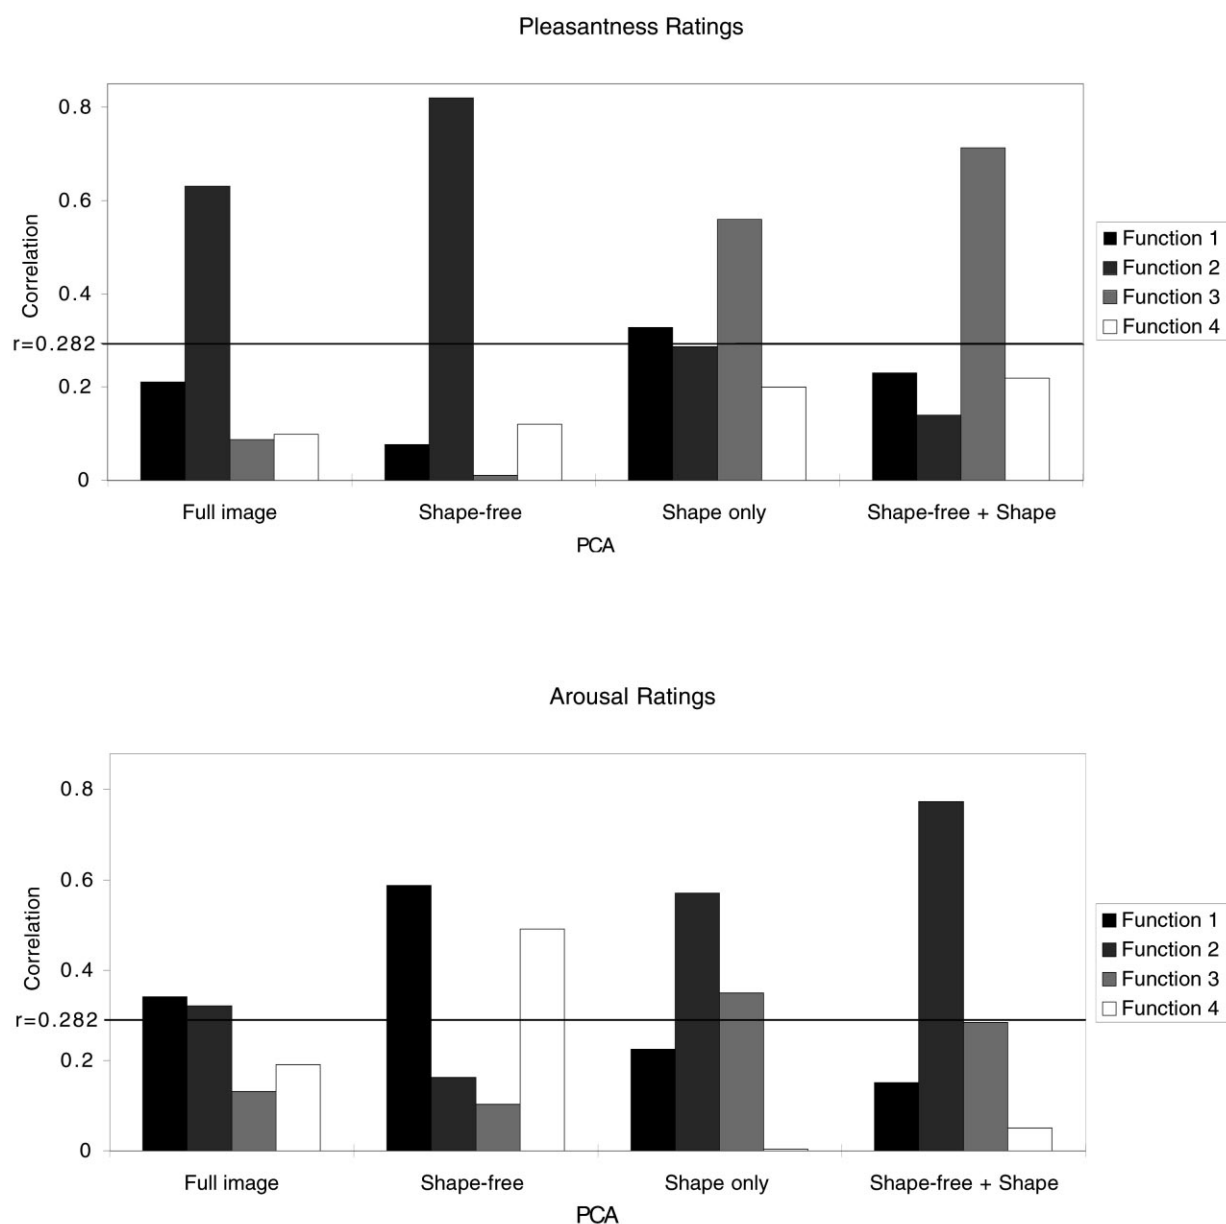 Pleasantness Ratings
0.8
0.6
0.4
r=0.282
0.2
0
Correlation
Full image Shape-free Shape only Shape-free + Shape
PCA
Function 1
Function 2
Function 3
Function 4
Arousal Ratings
0.8
0.6
0.4
r=0.282
0.2
0
Correlation
Full image Shape-free Shape only Shape-free + Shape
PCA
Function 1
Function 2
Function 3
Function 4